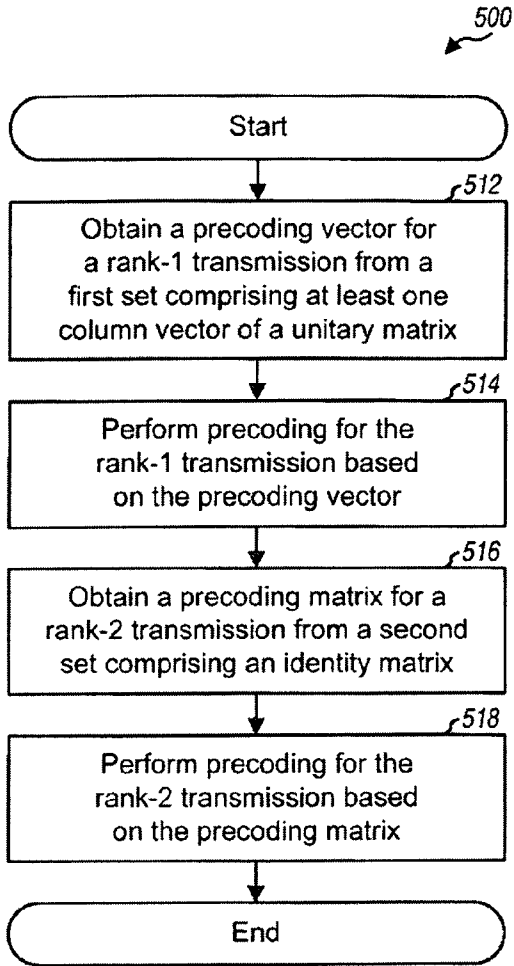 500
Start
512
Obtain a precoding vector for
a rank-1 transmission from a
first set comprising at least one
column vector of a unitary matrix
514
Perform precoding for the
rank-1 transmission based
on the precoding vector
516
Obtain a precoding matrix for a
rank-2 transmission from a second
set comprising an identity matrix
518
Perform precoding for the
rank-2 transmission based
on the precoding matrix
End